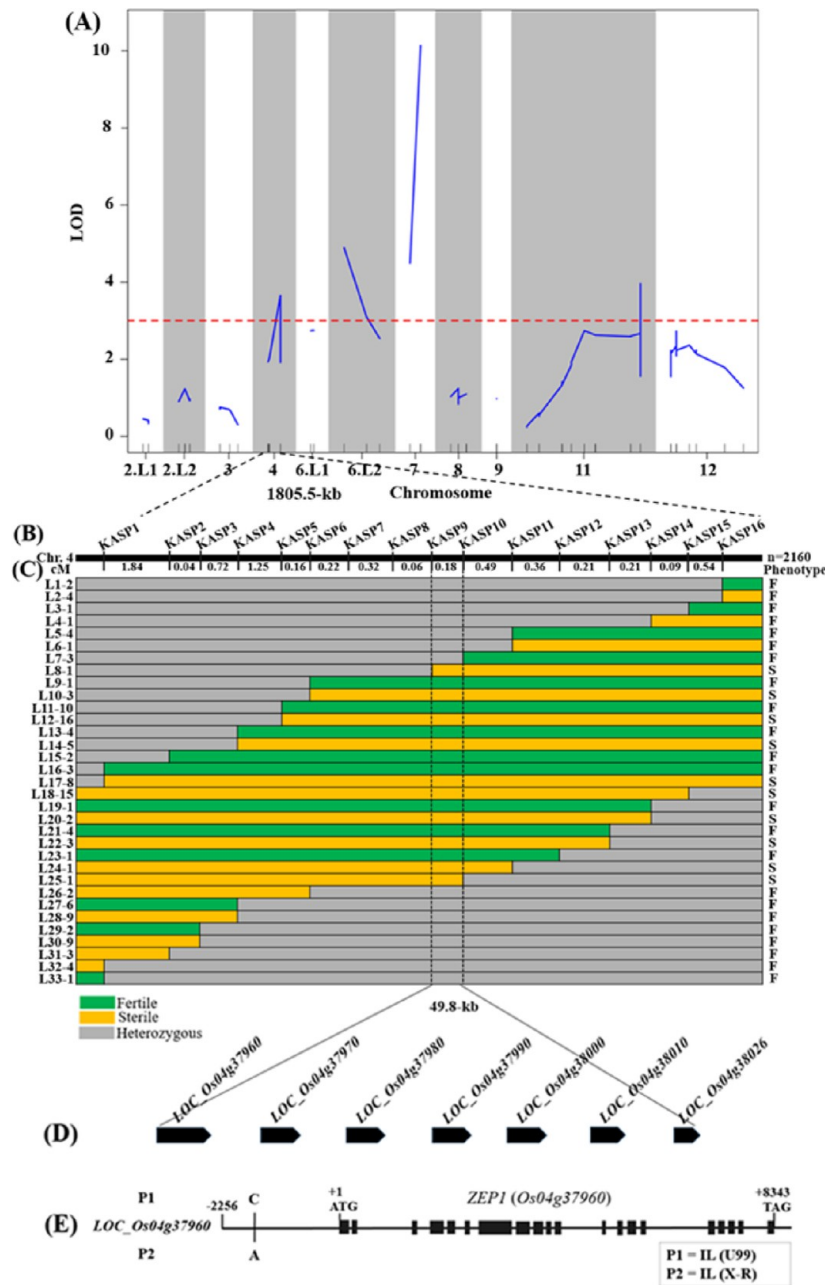 (A)
LOD
10
8
6
4
2
0
2.L1 2.L2 3 4 6.L1 6.L2 7 8 9 11 12
1805.5-kb Chromosome
(B)
KASP1 KASP2 KASP3 KASP4 KASP5 KASP6 KASP7 KASP8 KASP9 KASP10 KASP11 KASP12 KASP13 KASP14 KASP15 KASP16
Chr. 4 n=2160
(C) cM 1.84 0.04 0.72 1.25 0.16 0.22 0.32 0.06 0.18 0.49 0.36 0.21 0.21 0.09 0.54 Phenotype
L1-2 F
L2-4 F
L3-1 F
L4-1 F
L5-4 F
L6-1 F
L7-3 F
L8-1 S
L9-1 F
L10-3 S
L11-10 F
L12-16 S
L13-4 F
L14-5 S
L15-2 F
L16-3 F
L17-8 S
L18-15 S
L19-1 F
L20-2 S
L21-4 F
L22-3 S
L23-1 F
L24-1 S
L25-1 S
L26-2 F
L27-6 F
L28-9 F
L29-2 F
L30-9 F
L31-3 F
L32-4 F
L33-1 F
Fertile
Sterile
Heterozygous
49.8-kb
LOC_Os04g37960 LOC_Os04g37970 LOC_Os04g37980 LOC_Os04g37990 LOC_Os04g38000 LOC_Os04g38010 LOC_Os04g38026
(D)
P1 -2256 C +1 ATG ZEP1 (Os04g37960) +8343 TAG
(E) LOC_Os04g37960
P2 A
P1 = IL (U99)
P2 = IL (X-R)